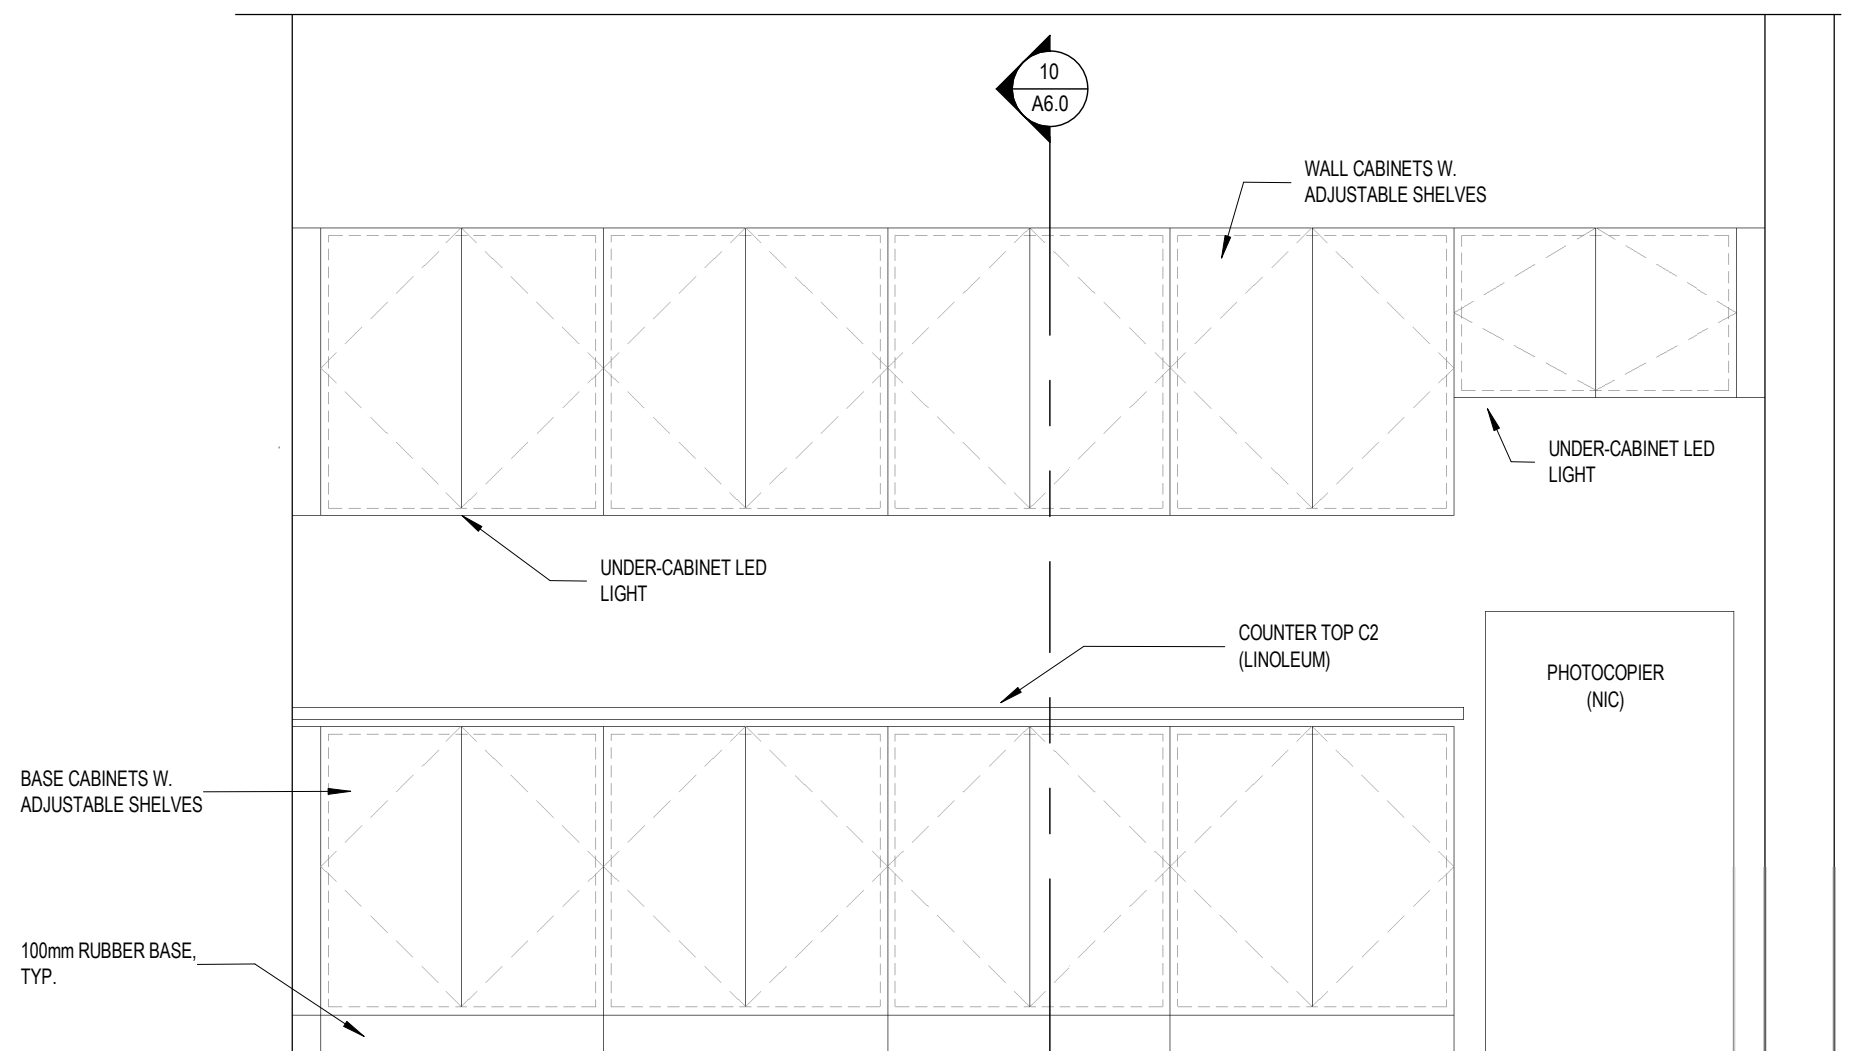 10
A6.0
WALL CABINETS W.
ADJUSTABLE SHELVES
UNDER-CABINET LED
LIGHT
UNDER-CABINET LED
LIGHT
COUNTER TOP C2
(LINOLEUM)
PHOTOCOPIER
(NIC)
BASE CABINETS W.
ADJUSTABLE SHELVES
100mm RUBBER BASE,
TYP.